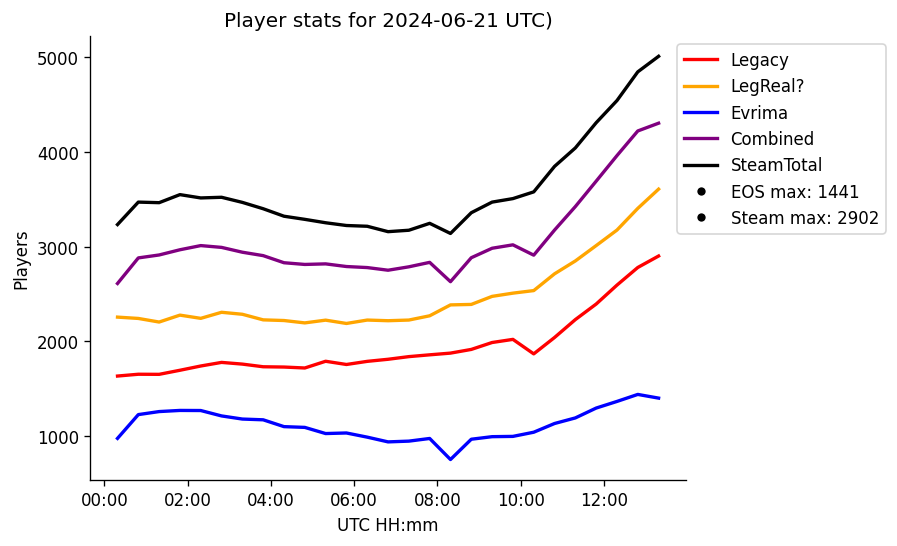 Player stats for 2024-06-21 UTC)
5000
4000
3000
2000
1000
Players
00:00 02:00 04:00 06:00 08:00 10:00 12:00
UTC HH:mm
Legacy
LegReal?
Evrima
Combined
SteamTotal
EOS max: 1441
Steam max: 2902